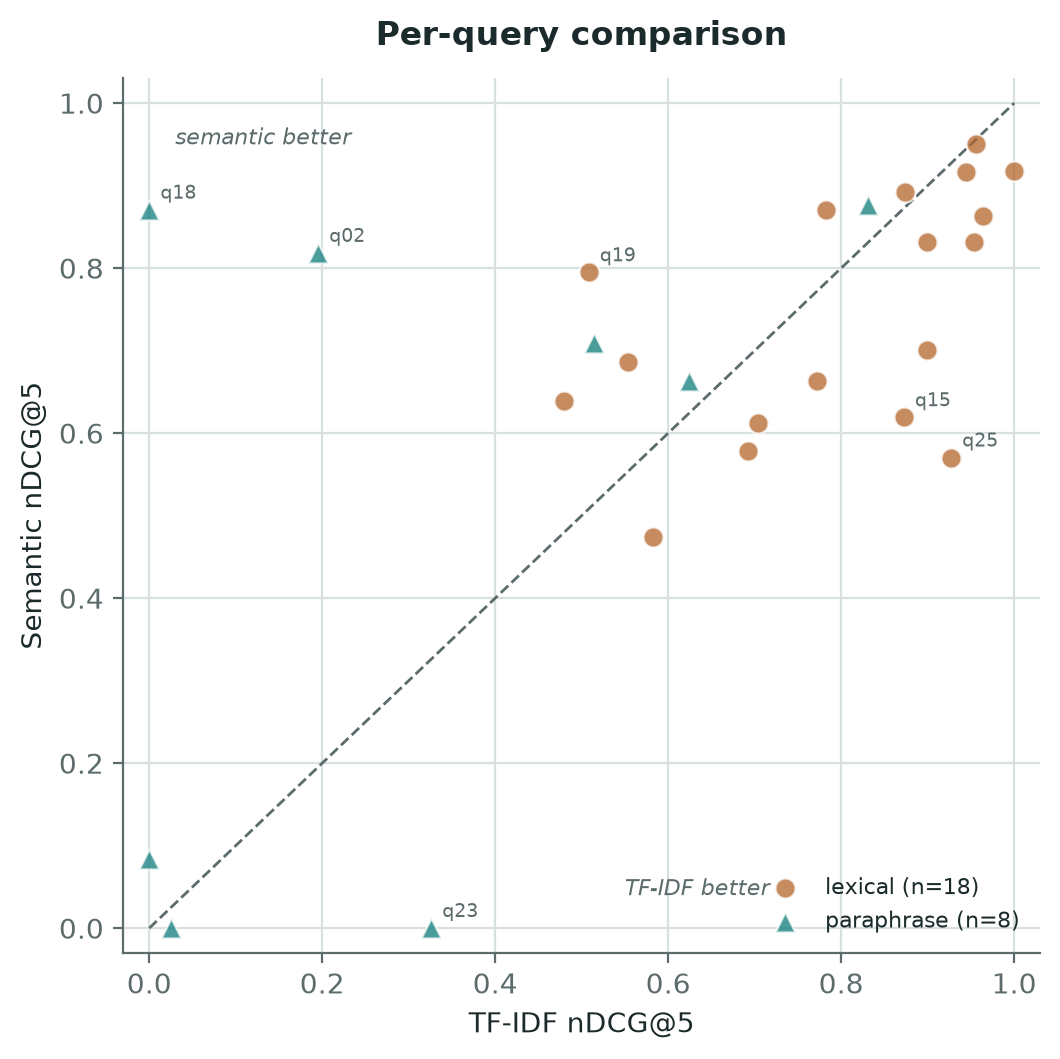 Per-query comparison
1.0
semantic better
q18
q02
q19
0.8
q15
0.6
q25
Semantic nDCG@5
0.4
0.2
TF-IDF better
lexical (n=18)
q23
paraphrase (n=8)
0.0
0.0 0.2 0.4 0.6 0.8 1.0
TF-IDF nDCG@5